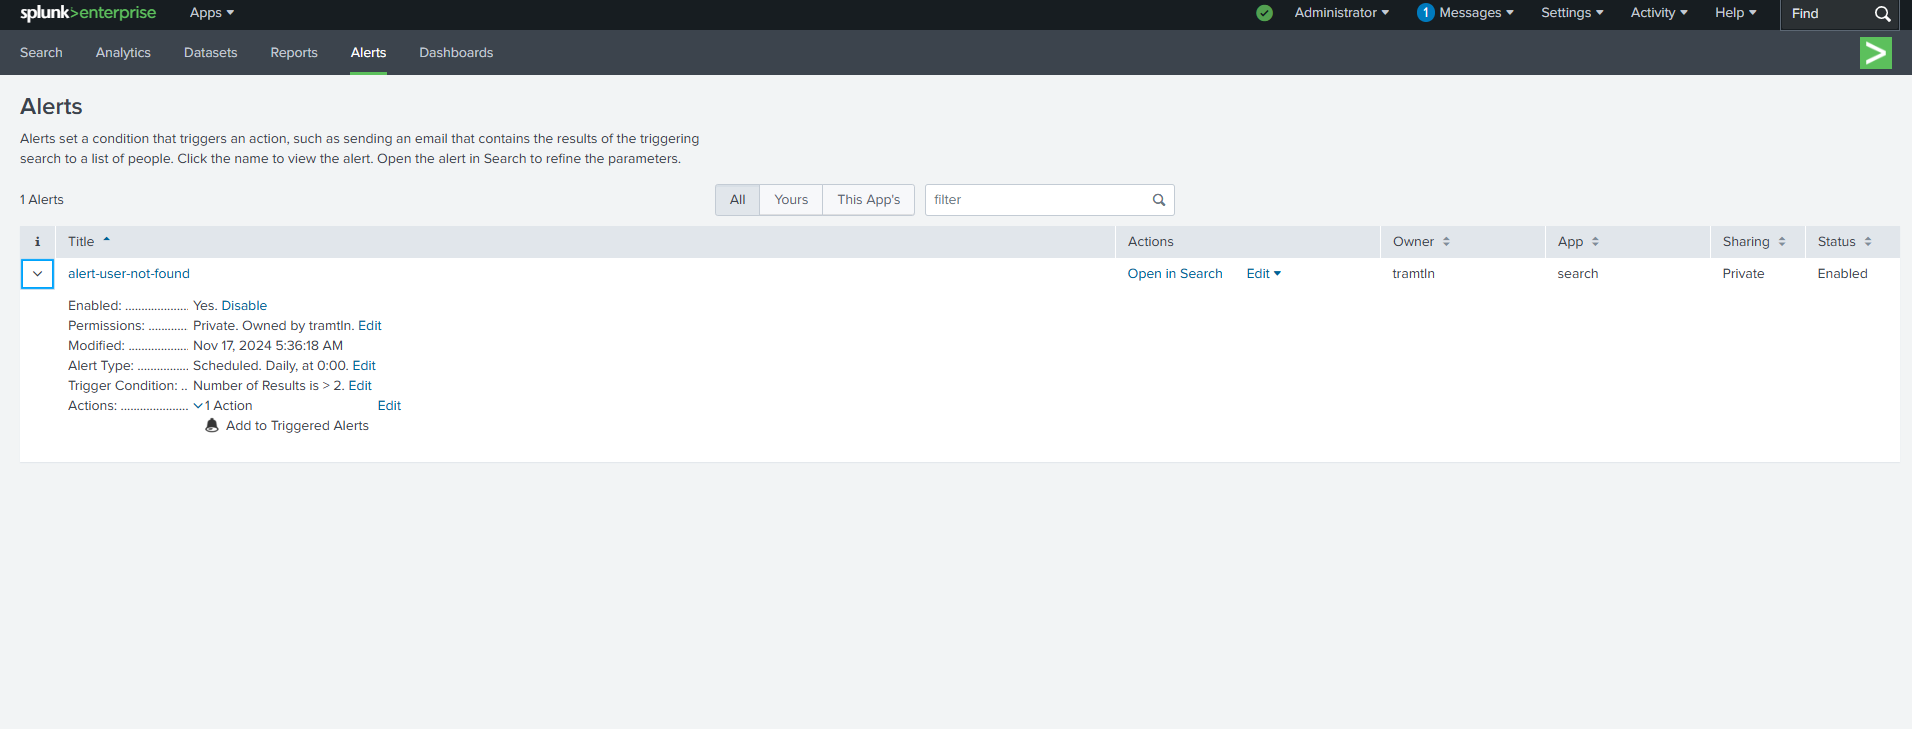 splunk>enterprise Apps Administrator 1 Messages Settings Activity Help Find
Search Analytics Datasets Reports Alerts Dashboards
Alerts
Alerts set a condition that triggers an action, such as sending an email that contains the results of the triggering
search to a list of people. Click the name to view the alert. Open the alert in Search to refine the parameters.
1 Alerts All Yours This App's filter
i Title Actions Owner App Sharing Status
alert-user-not-found Open in Search Edit tramtln search Private Enabled
Enabled: ................... Yes. Disable
Permissions: ............ Private. Owned by tramtln. Edit
Modified: .................. Nov 17, 2024 5:36:18 AM
Alert Type: ................ Scheduled. Daily, at 0:00. Edit
Trigger Condition: .. Number of Results is > 2. Edit
Actions: ..................... 1 Action Edit
Add to Triggered Alerts